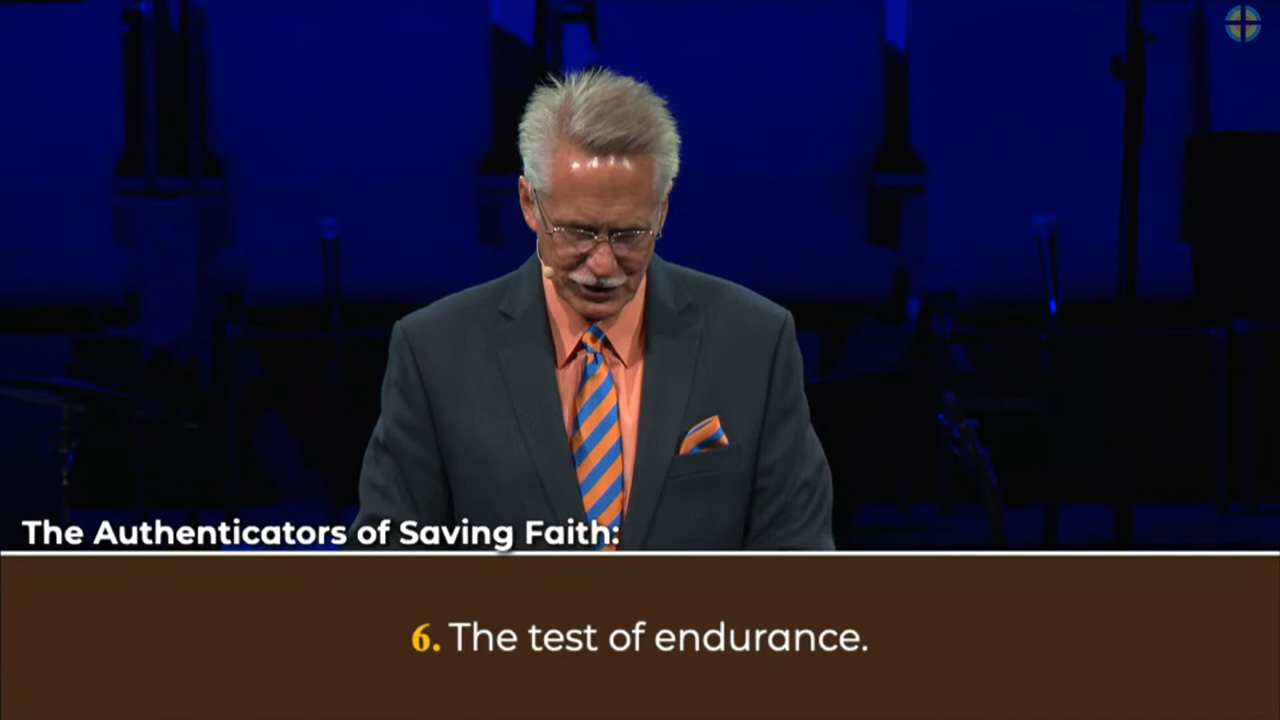 The Authenticators of Saving Faith:
6. The test of endurance.